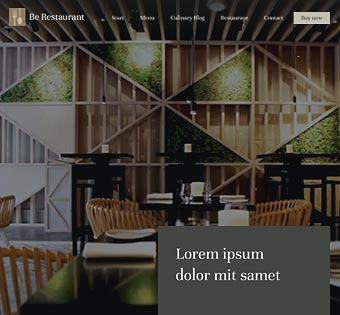 Be Restaurant
Start Menu Culinary Blog Restaurant Contact Buy now
Lorem ipsum
dolor mit samet